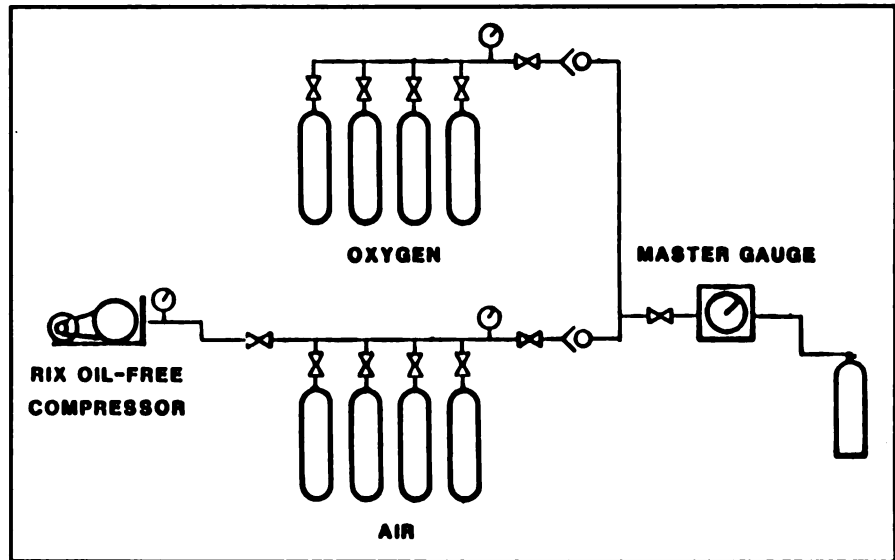 OXYGEN
MASTER GAUGE
RIX OIL-FREE
COMPRESSOR
AIR